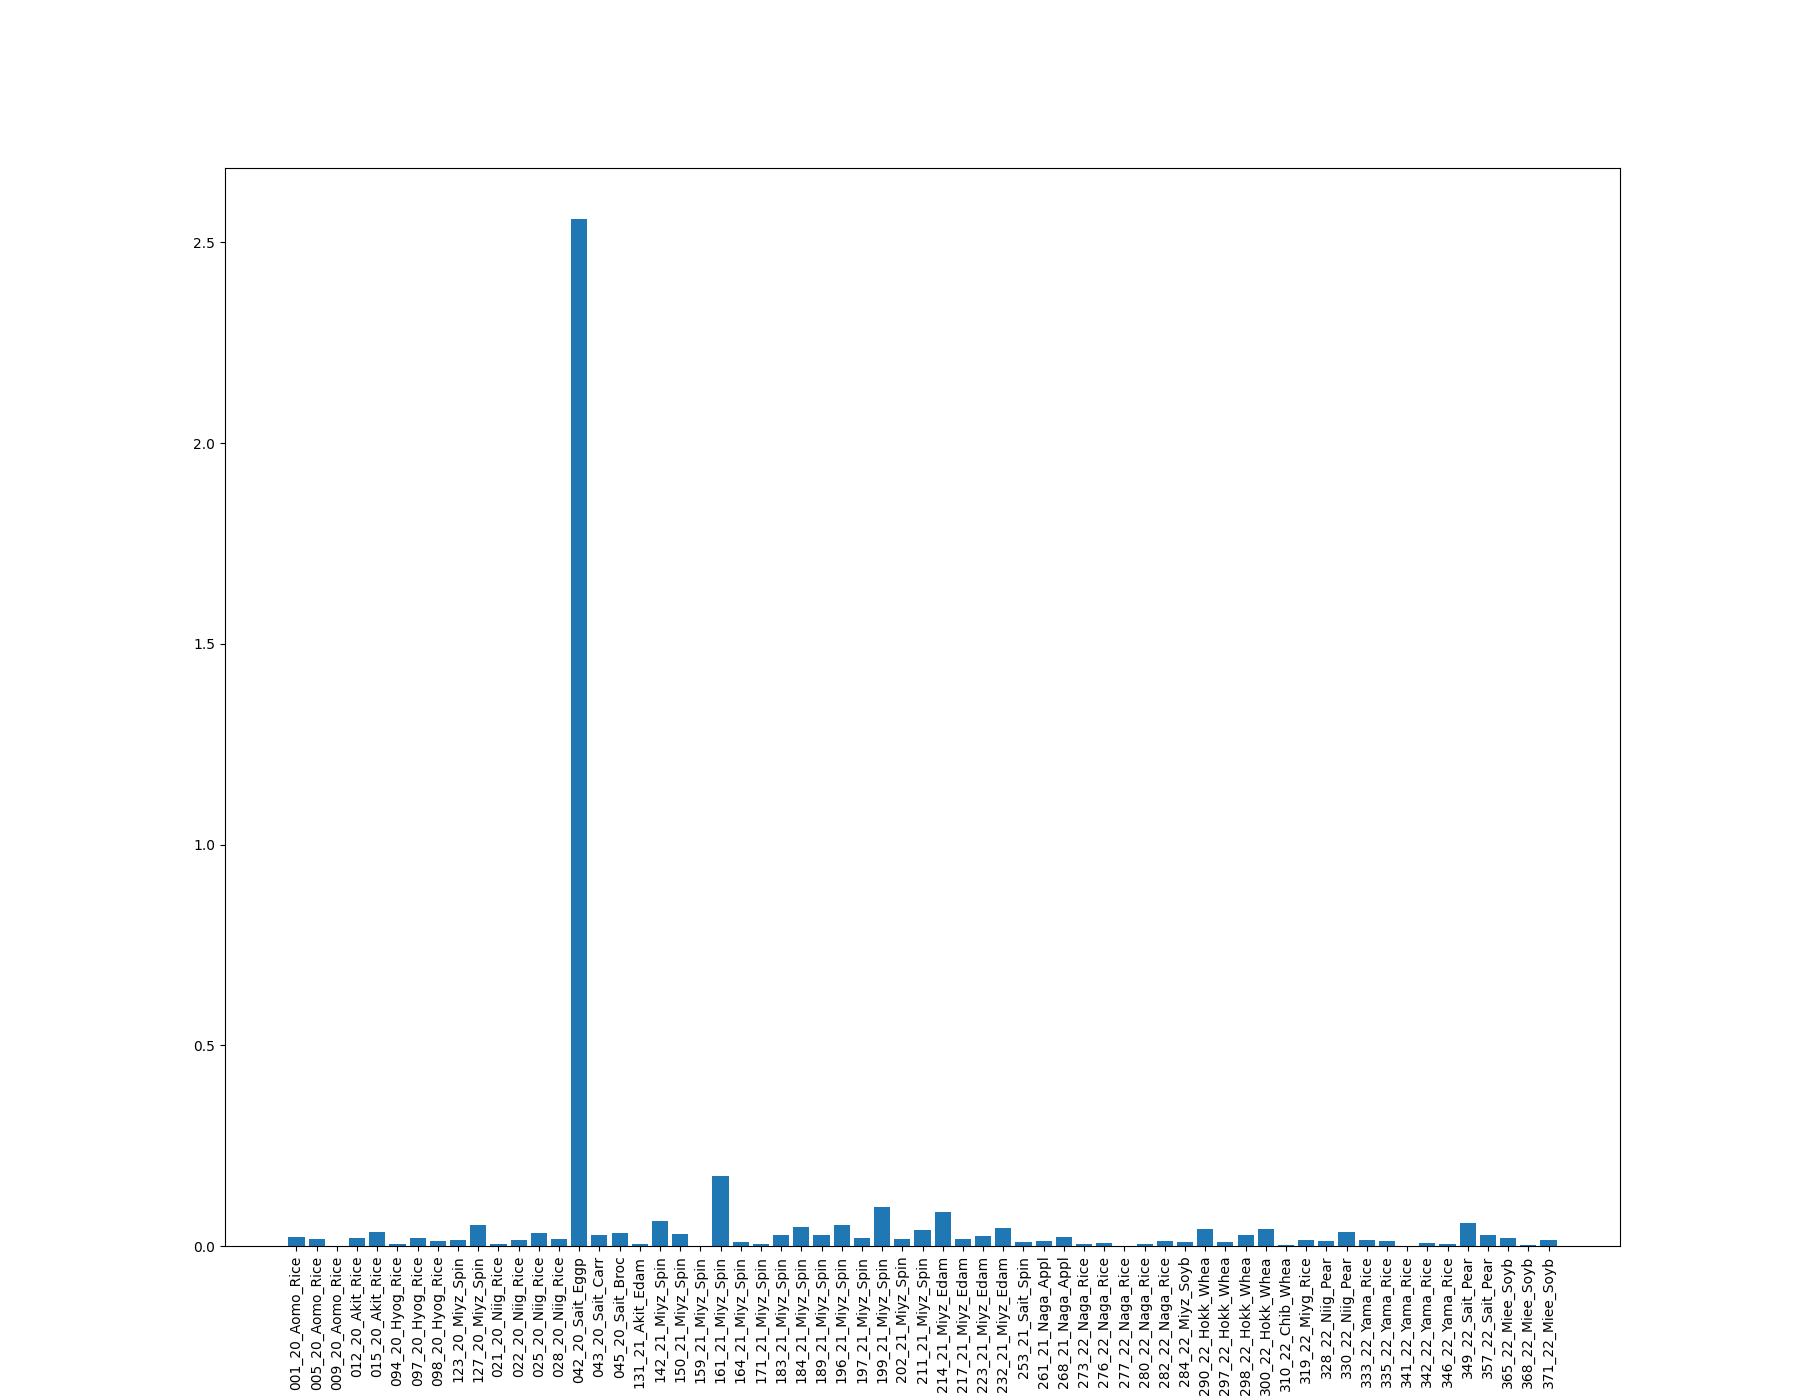 2.5
2.0
1.5
1.0
0.5
0.0
001_20_Aomo_Rice
005_20_Aomo_Rice
009_20_Aomo_Rice
012_20_Akit_Rice
015_20_Akit_Rice
094_20_Hyog_Rice
097_20_Hyog_Rice
098_20_Hyog_Rice
123_20_Miyz_Spin
127_20_Miyz_Spin
021_20_Niig_Rice
022_20_Niig_Rice
025_20_Niig_Rice
028_20_Niig_Rice
042_20_Sait_Eggp
043_20_Sait_Carr
045_20_Sait_Broc
131_21_Akit_Edam
142_21_Miyz_Spin
150_21_Miyz_Spin
159_21_Miyz_Spin
161_21_Miyz_Spin
164_21_Miyz_Spin
171_21_Miyz_Spin
183_21_Miyz_Spin
184_21_Miyz_Spin
189_21_Miyz_Spin
196_21_Miyz_Spin
197_21_Miyz_Spin
199_21_Miyz_Spin
202_21_Miyz_Spin
211_21_Miyz_Spin
214_21_Miyz_Edam
217_21_Miyz_Edam
223_21_Miyz_Edam
232_21_Miyz_Edam
253_21_Sait_Spin
261_21_Naga_Appl
268_21_Naga_Appl
273_22_Naga_Rice
276_22_Naga_Rice
277_22_Naga_Rice
280_22_Naga_Rice
282_22_Naga_Rice
284_22_Miyz_Soyb
290_22_Hokk_Whea
297_22_Hokk_Whea
298_22_Hokk_Whea
300_22_Hokk_Whea
310_22_Chib_Whea
319_22_Miyg_Rice
328_22_Niig_Pear
330_22_Niig_Pear
333_22_Yama_Rice
335_22_Yama_Rice
341_22_Yama_Rice
342_22_Yama_Rice
346_22_Yama_Rice
349_22_Sait_Pear
357_22_Sait_Pear
365_22_Miee_Soyb
368_22_Miee_Soyb
371_22_Miee_Soyb